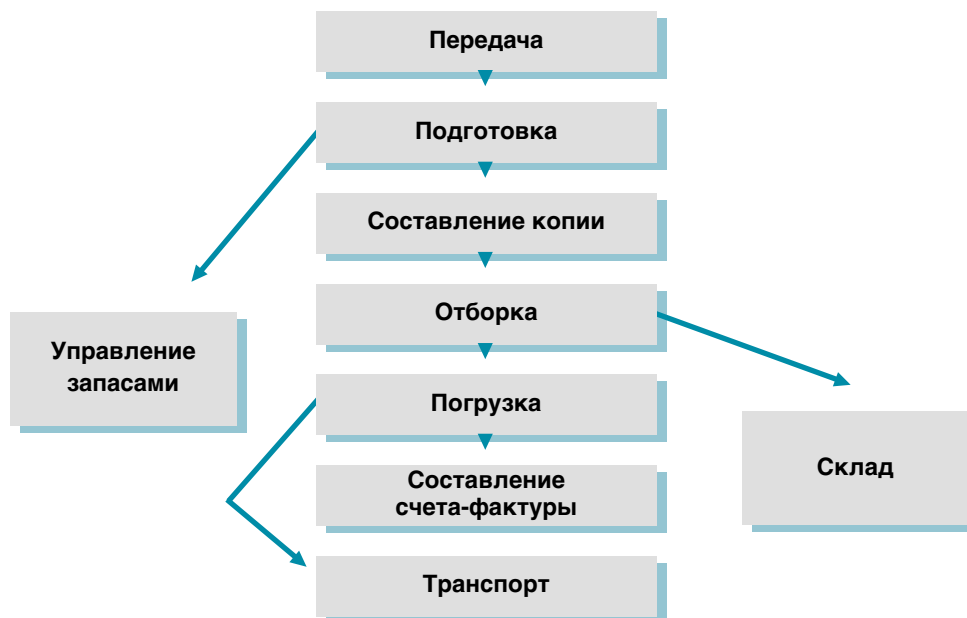 Передача
Подготовка
Составление копии
Отборка
Управление
запасами
Погрузка
Склад
Составление
счета-фактуры
Транспорт